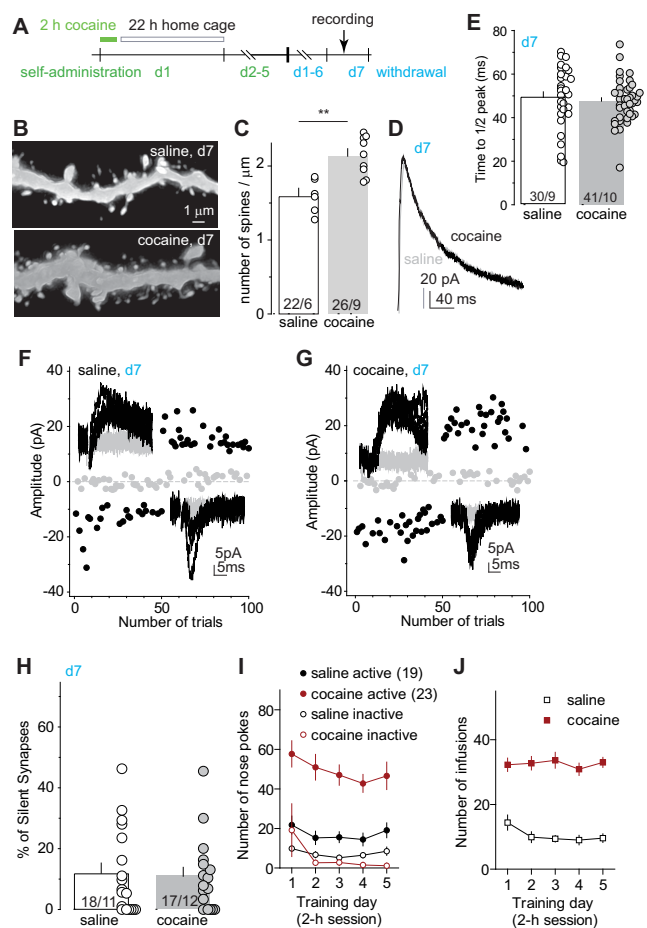 A
2 h cocaine
22 h home cage
recording
self-administration
d1
d2-5
d1-6
d7
withdrawal
B
saline, d7
1 μm
cocaine, d7
C
number of spines / μm
2
1
0
**
22/6
26/9
saline
cocaine
D
d7
cocaine
saline
20 pA
40 ms
E
d7
Time to 1/2 peak (ms)
80
60
40
20
0
30/9
41/10
saline
cocaine
F
saline, d7
Amplitude (pA)
40
20
0
-20
-40
5pA
5ms
0
50
100
Number of trials
G
cocaine, d7
Amplitude (pA)
40
20
0
-20
-40
5pA
5ms
0
50
100
Number of trials
H
d7
% of Silent Synapses
60
40
20
0
18/11
17/12
saline
cocaine
I
saline active (19)
cocaine active (23)
saline inactive
cocaine inactive
Number of nose pokes
80
60
40
20
0
1 2 3 4 5
Training day
(2-h session)
J
saline
cocaine
Number of infusions
40
20
0
1 2 3 4 5
Training day
(2-h session)